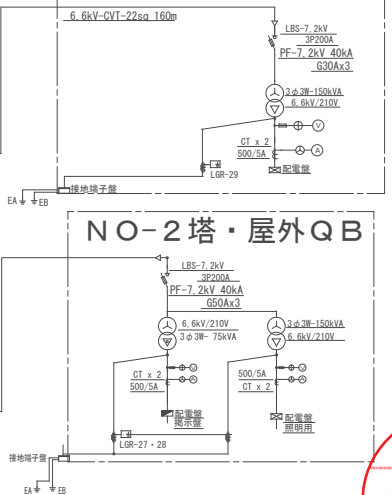 6.6kV-CVT-22sq 160m
LBS-7.2kV
3P200A
PF-7.2kV 40kA
G30Ax3
3φ3W-150kVA
6.6kV/210V
V
CT x 2
500/5A
A
LGR-29
配電盤
接地端子盤
EA EB
NO-2塔・屋外QB
LBS-7.2kV
3P200A
PF-7.2kV 40kA
G50Ax3
6.6kV/210V
3φ3W- 75kVA
3φ3W-150kVA
6.6kV/210V
V
V
CT x 2
500/5A
A
500/5A
CT x 2
A
配電盤
掲示盤
配電盤
照明用
LGR-27・28
接地端子盤
EA EB